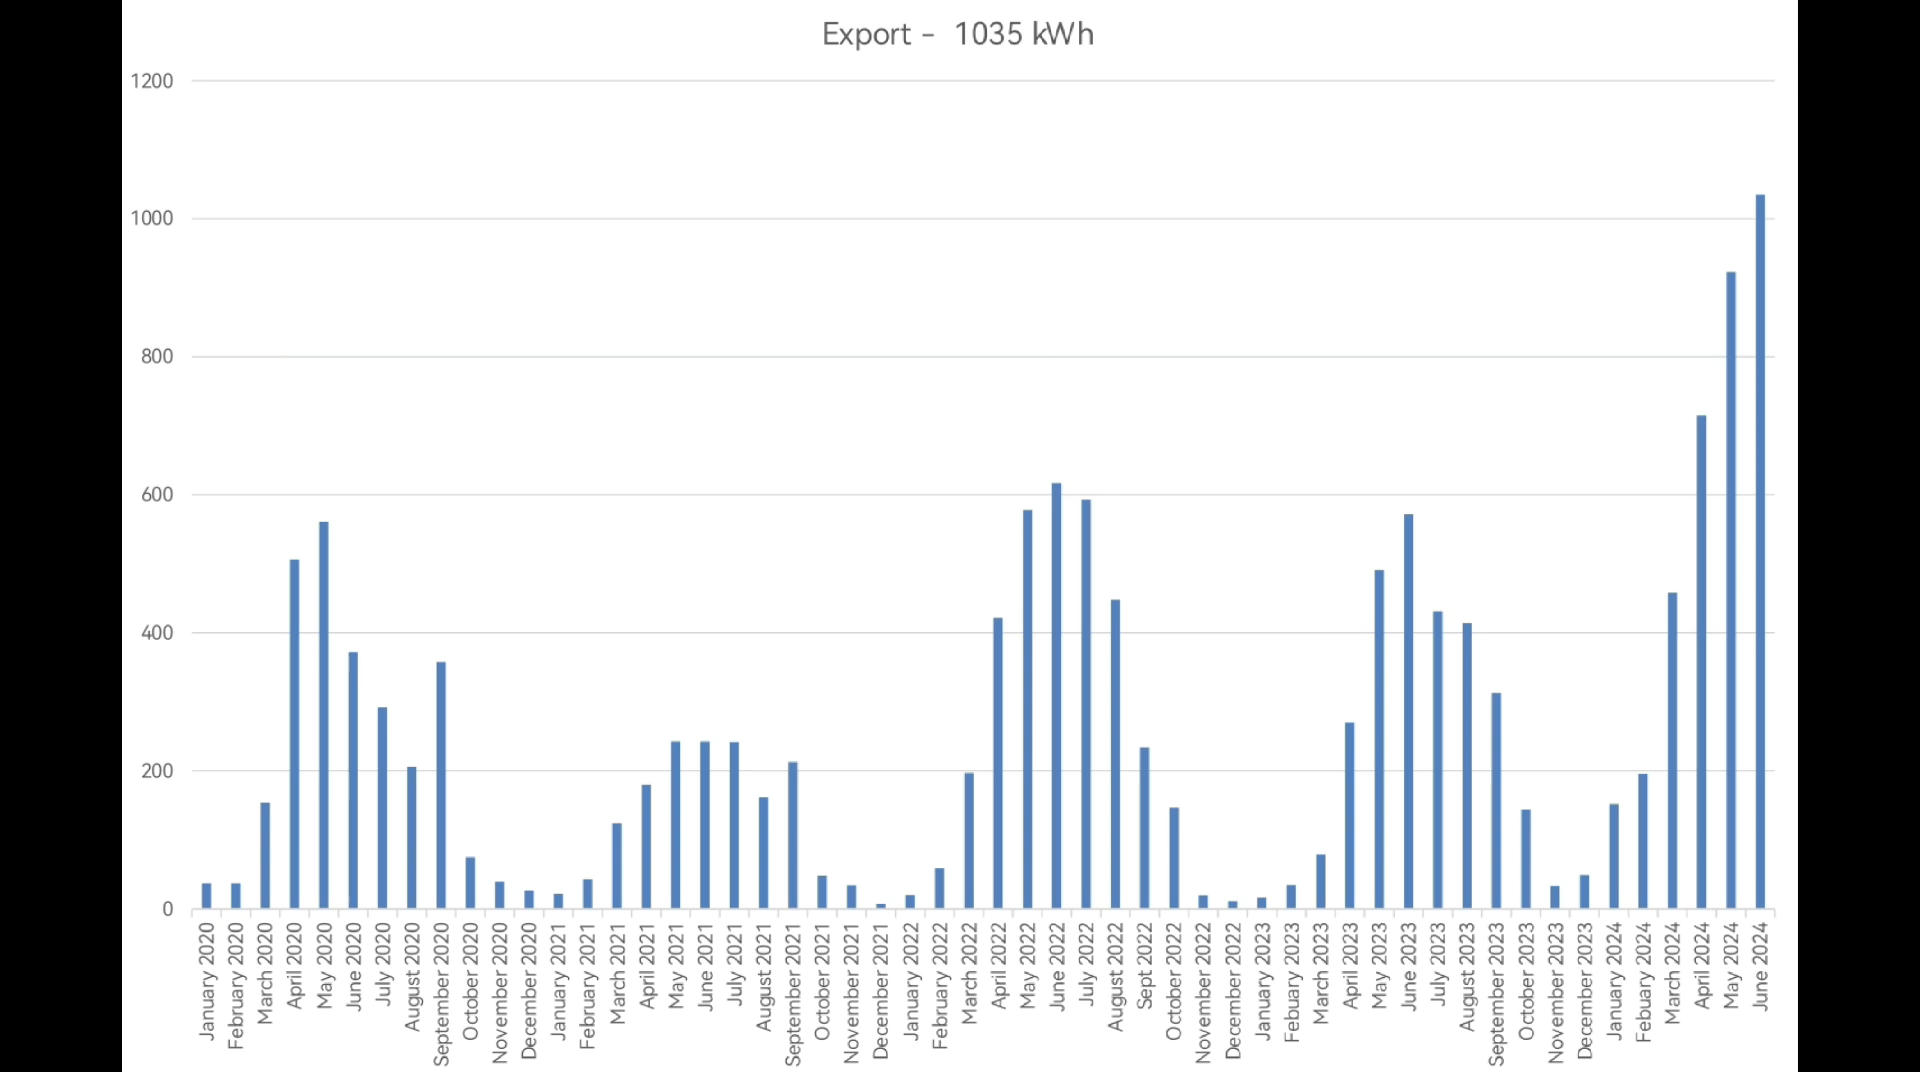 Export -  1035 kWh
1200
1000
800
600
400
200
0
January 2020
February 2020
March 2020
April 2020
May 2020
June 2020
July 2020
August 2020
September 2020
October 2020
November 2020
December 2020
January 2021
February 2021
March 2021
April 2021
May 2021
June 2021
July 2021
August 2021
September 2021
October 2021
November 2021
December 2021
January 2022
February 2022
March 2022
April 2022
May 2022
June 2022
July 2022
August 2022
Sept 2022
October 2022
November 2022
December 2022
January 2023
Febuary 2023
March 2023
April 2023
May 2023
June 2023
July 2023
August 2023
September 2023
October 2023
November 2023
December 2023
January 2024
Febuary 2024
March 2024
April 2024
May 2024
June 2024